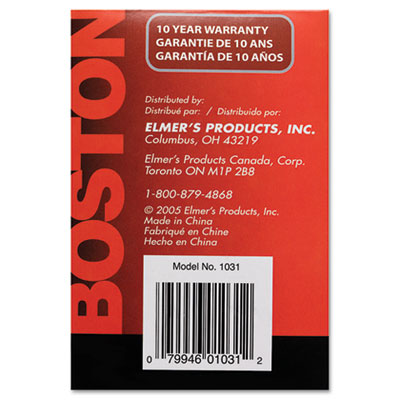 BOSTON
10 YEAR WARRANTY
GARANTIE DE 10 ANS
GARANTÍA DE 10 AÑOS
Distributed by:
Distribué par: / Distribuido por:
ELMER'S PRODUCTS, INC.
Columbus, OH 43219
Elmer's Products Canada, Corp.
Toronto ON M1P 2B8
1-800-879-4868
© 2005 Elmer's Products, Inc.
Made in China
Fabriqué en Chine
Hecho en China
Model No. 1031
0 79946 01031 2